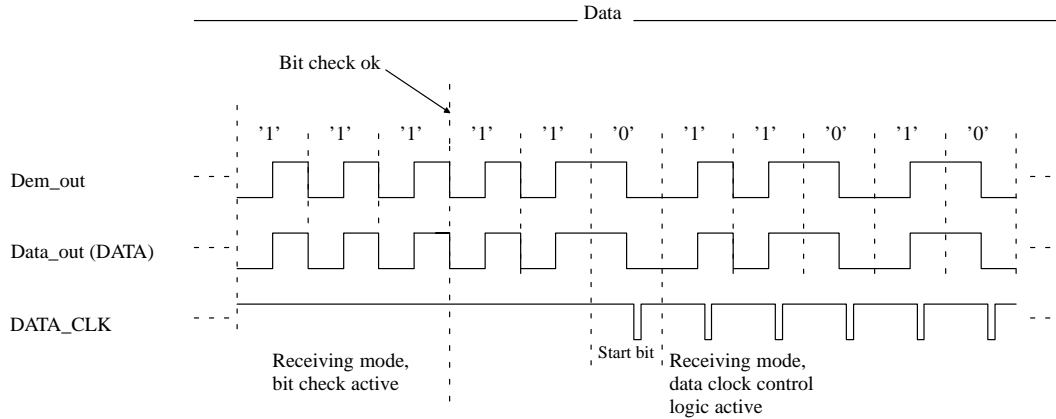 Data
Bit check ok
'1' '1' '1' '1' '1' '0' '1' '1' '0' '1' '0'
Dem_out
Data_out (DATA)
DATA_CLK
Receiving mode,
bit check active
Start bit
Receiving mode,
data clock control
logic active